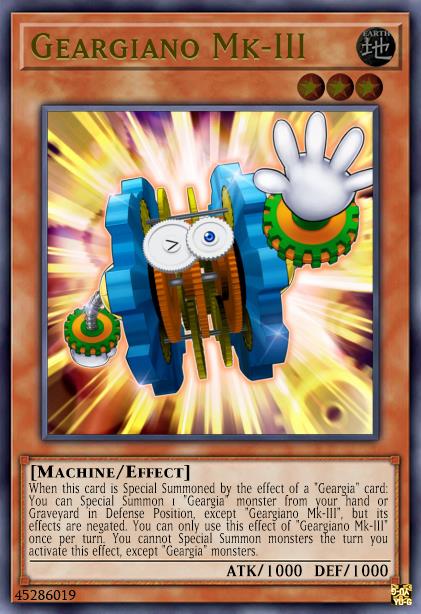 Geargiano Mk-III
EARTH
地
[Machine/Effect]
When this card is Special Summoned by the effect of a "Geargia" card:
You can Special Summon 1 "Geargia" monster from your hand or
Graveyard in Defense Position, except "Geargiano Mk-III", but its
effects are negated. You can only use this effect of "Geargiano Mk-III"
once per turn. You cannot Special Summon monsters the turn you
activate this effect, except "Geargia" monsters.
ATK/1000 DEF/1000
45286019